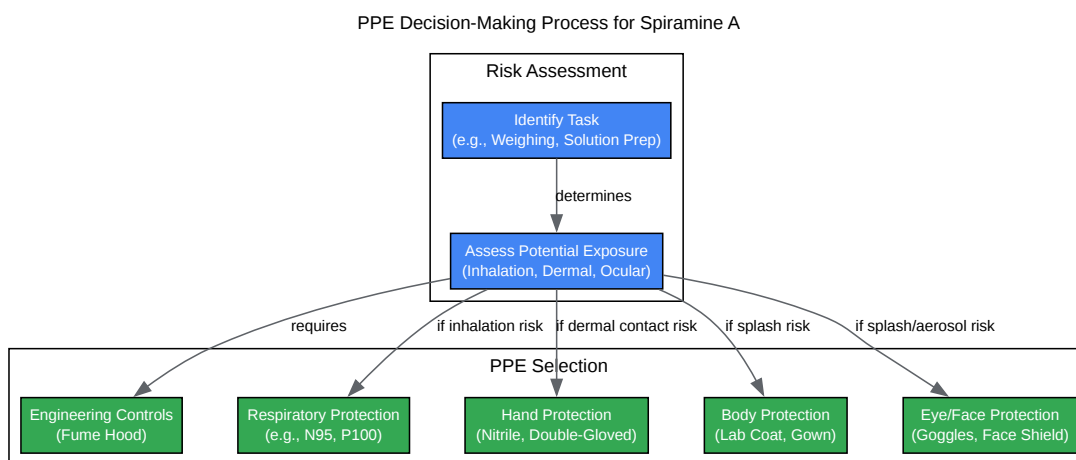 PPE Decision-Making Process for Spiramine A
Risk Assessment
Identify Task
(e.g., Weighing, Solution Prep)
determines
Assess Potential Exposure
(Inhalation, Dermal, Ocular)
requires
if inhalation risk
if dermal contact risk
if splash risk
if splash/aerosol risk
PPE Selection
Engineering Controls
(Fume Hood)
Respiratory Protection
(e.g., N95, P100)
Hand Protection
(Nitrile, Double-Gloved)
Body Protection
(Lab Coat, Gown)
Eye/Face Protection
(Goggles, Face Shield)